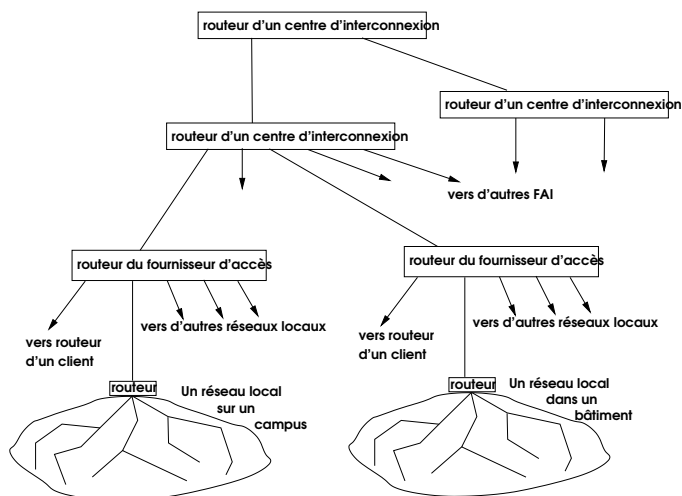 routeur d'un centre d'interconnexion
routeur d'un centre d'interconnexion
routeur d'un centre d'interconnexion
vers d'autres FAI
routeur du fournisseur d'accès
routeur du fournisseur d'accès
vers routeur
d'un client
vers d'autres réseaux locaux
vers routeur
d'un client
vers d'autres réseaux locaux
routeur
Un réseau local
sur un
campus
routeur
Un réseau local
dans un
bâtiment